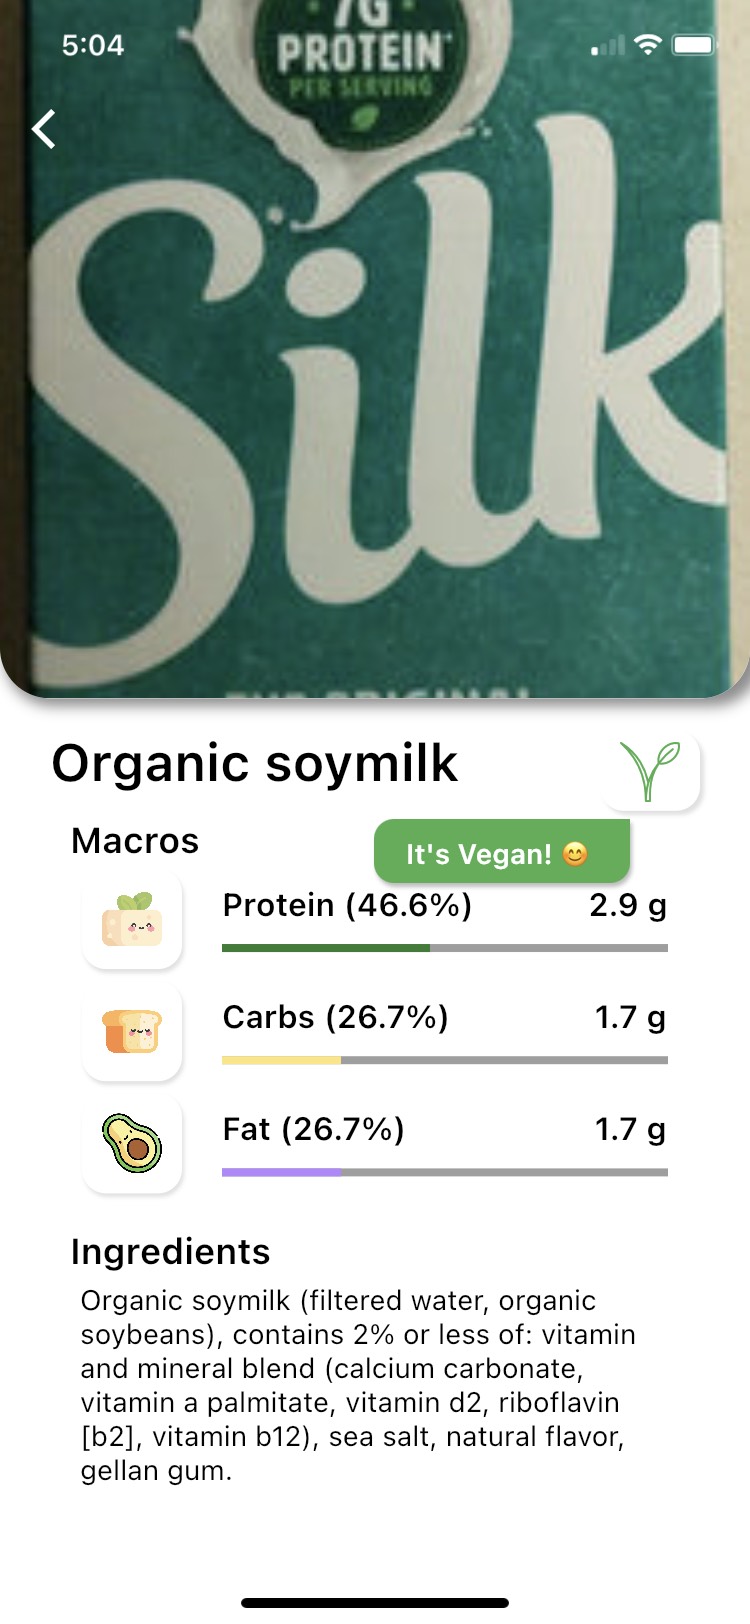 7G
5:04
PROTEIN*
PER SERVING
Silk
Organic soymilk
Macros
It's Vegan! 😊
Protein (46.6%) 2.9 g
Carbs (26.7%) 1.7 g
Fat (26.7%) 1.7 g
Ingredients
Organic soymilk (filtered water, organic
soybeans), contains 2% or less of: vitamin
and mineral blend (calcium carbonate,
vitamin a palmitate, vitamin d2, riboflavin
[b2], vitamin b12), sea salt, natural flavor,
gellan gum.